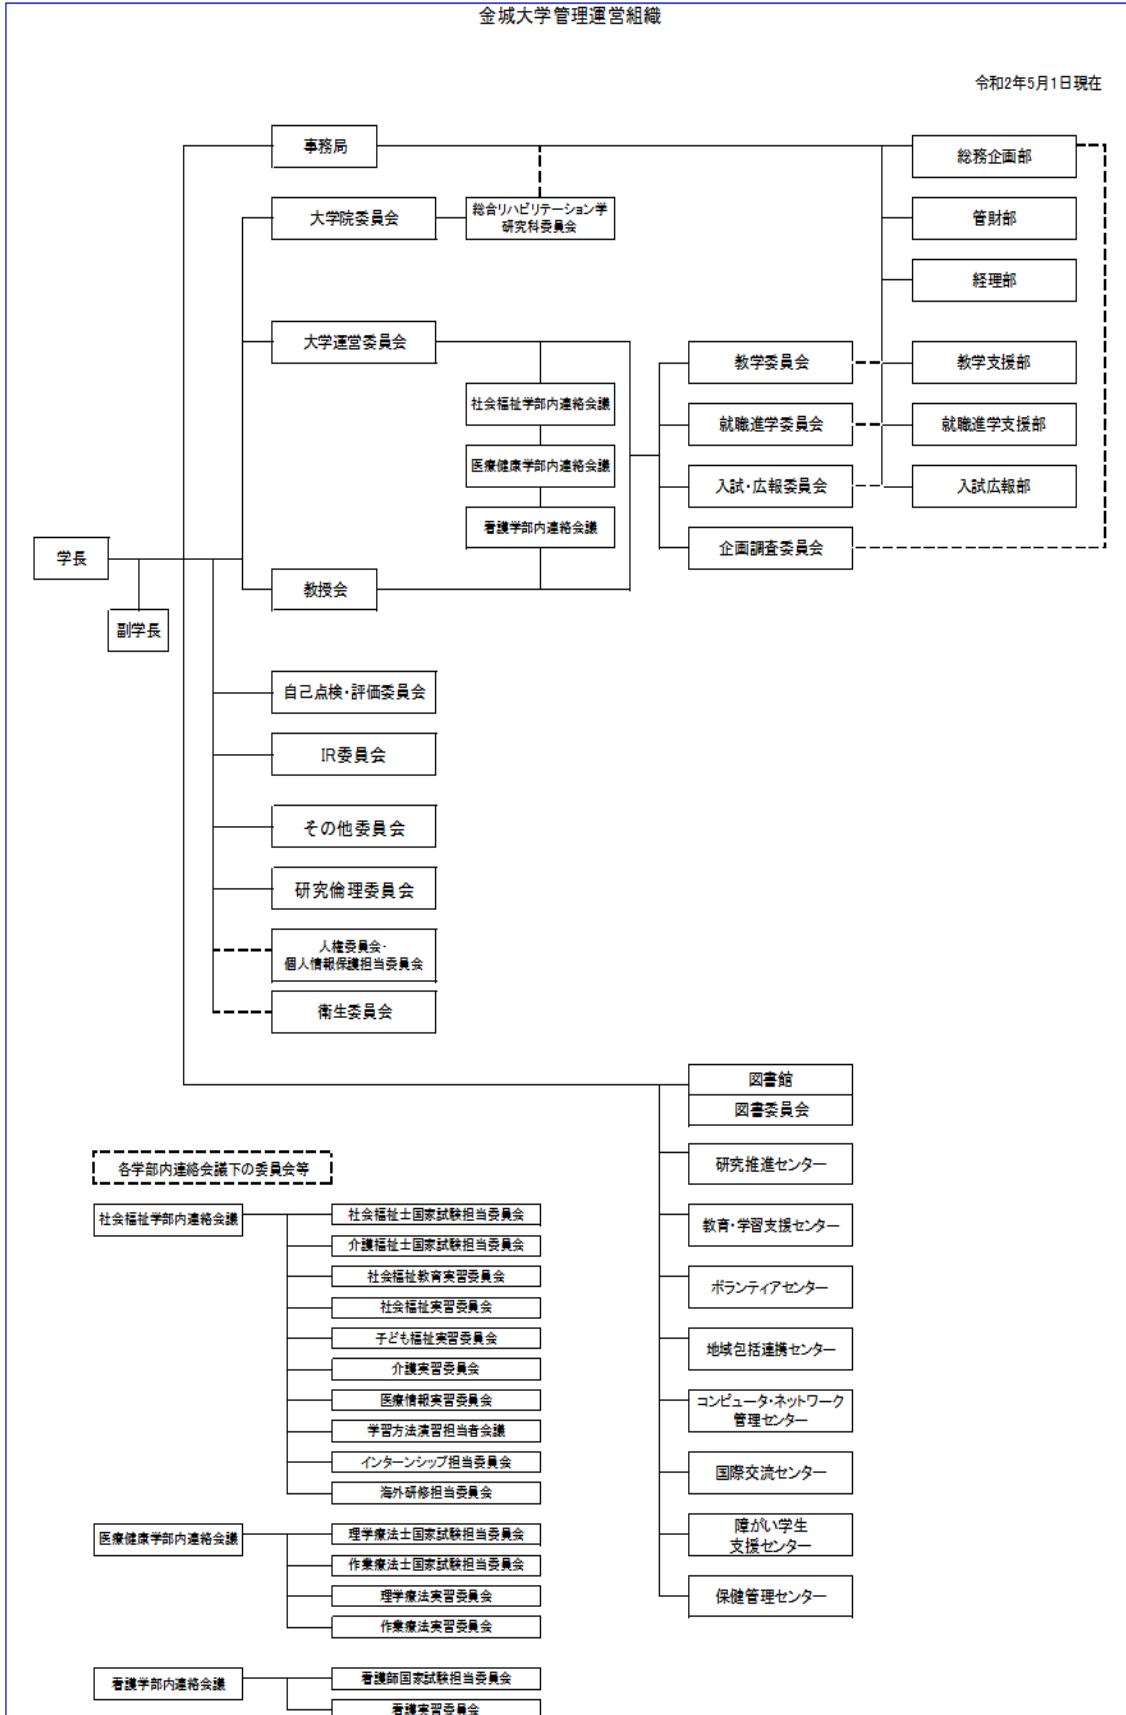 金城大学管理運営組織
令和2年5月1日現在
事務局
総務企画部
大学院委員会
総合リハビリテーション学
研究科委員会
管財部
経理部
大学運営委員会
教学委員会
教学支援部
社会福祉学部内連絡会議
就職進学委員会
就職進学支援部
医療健康学部内連絡会議
入試・広報委員会
入試広報部
看護学部内連絡会議
企画調査委員会
学長
教授会
副学長
自己点検・評価委員会
IR委員会
その他委員会
研究倫理委員会
人権委員会・
個人情報保護担当委員会
衛生委員会
図書館
図書委員会
研究推進センター
教育・学習支援センター
ボランティアセンター
地域包括連携センター
コンピュータ・ネットワーク
管理センター
国際交流センター
障がい学生
支援センター
保健管理センター
各学部内連絡会議下の委員会等
社会福祉学部内連絡会議
社会福祉士国家試験担当委員会
介護福祉士国家試験担当委員会
社会福祉教育実習委員会
社会福祉実習委員会
子ども福祉実習委員会
介護実習委員会
医療情報実習委員会
学習方法演習担当者会議
インターンシップ担当委員会
海外研修担当委員会
医療健康学部内連絡会議
理学療法士国家試験担当委員会
作業療法士国家試験担当委員会
理学療法実習委員会
作業療法実習委員会
看護学部内連絡会議
看護師国家試験担当委員会
看護実習委員会